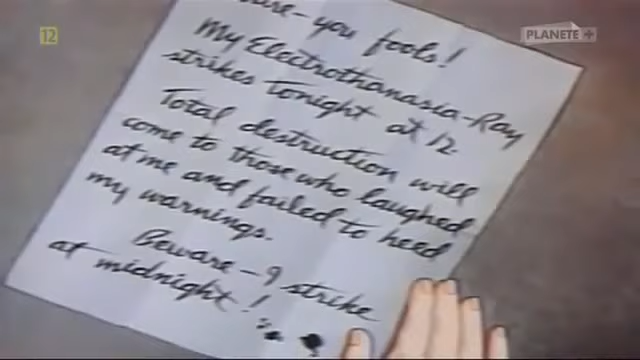 12
PLANETE +
you fools!
My Electrothanasia-Ray
strikes tonight at 12.
Total destruction will
come to those who laughed
at me and failed to heed
my warnings.
Beware - I strike
at midnight!